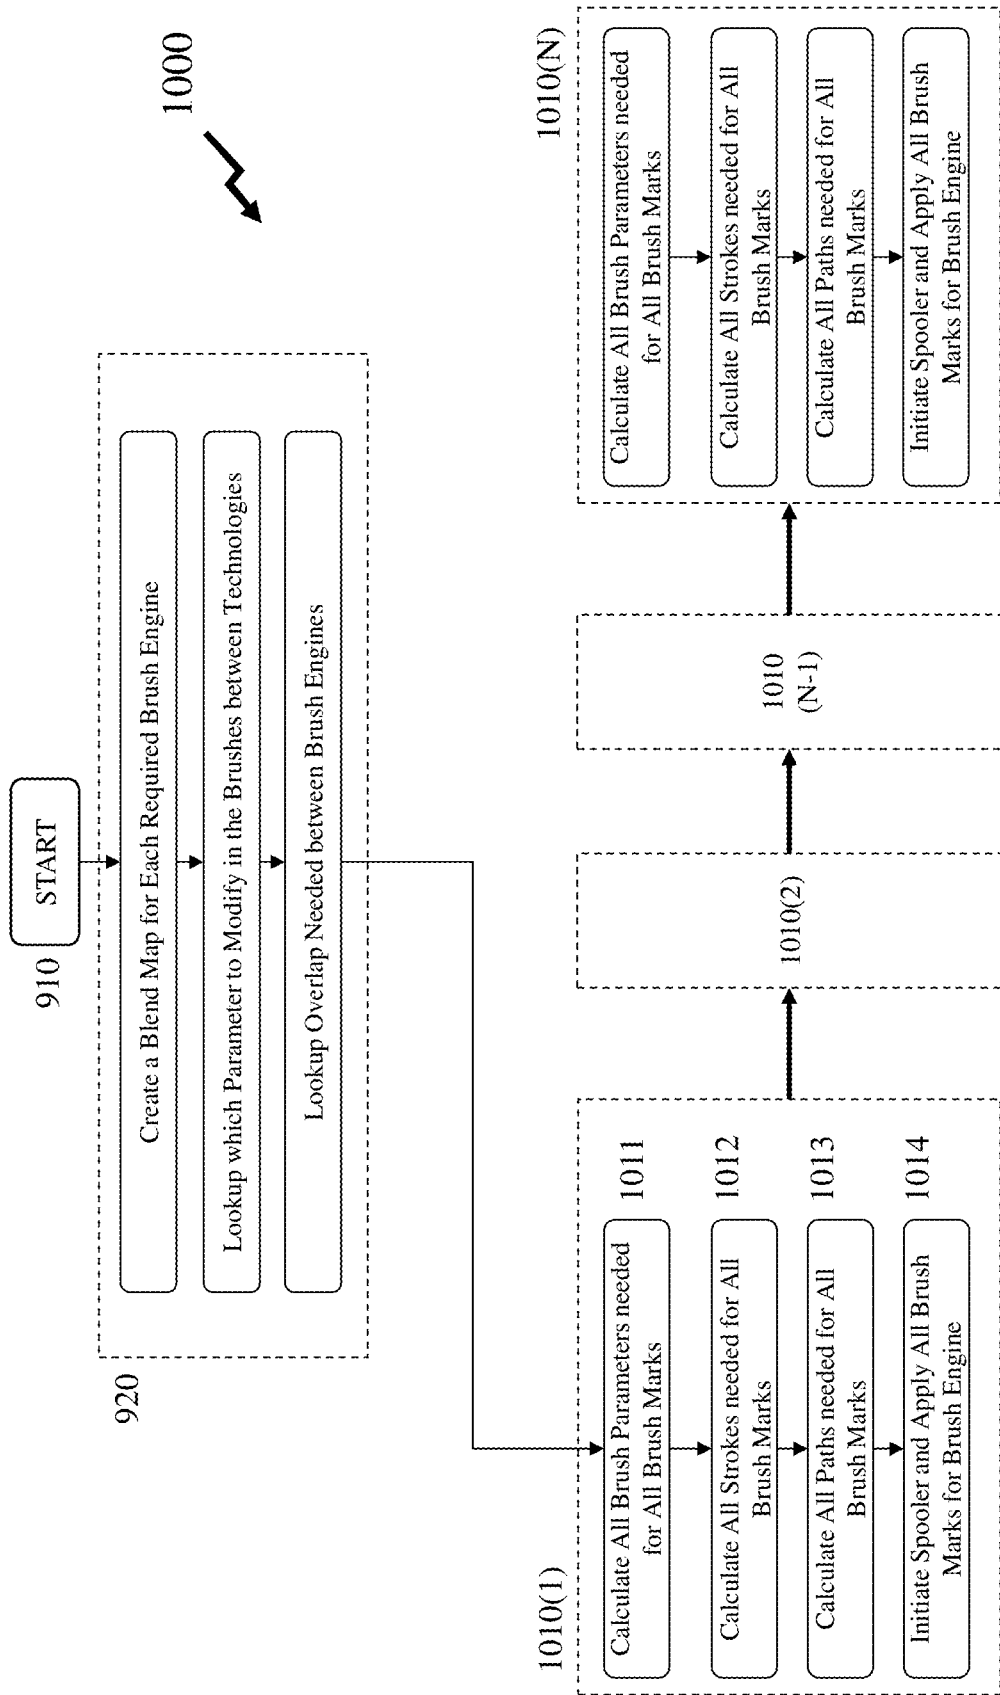 1000
START
910
920
Create a Blend Map for Each Required Brush Engine
Lookup which Parameter to Modify in the Brushes between Technologies
Lookup Overlap Needed between Brush Engines
1010(1)
Calculate All Brush Parameters needed
for All Brush Marks
1011
Calculate All Strokes needed for All
Brush Marks
1012
Calculate All Paths needed for All
Brush Marks
1013
Initiate Spooler and Apply All Brush
Marks for Brush Engine
1014
1010(2)
1010
(N-1)
1010(N)
Calculate All Brush Parameters needed
for All Brush Marks
Calculate All Strokes needed for All
Brush Marks
Calculate All Paths needed for All
Brush Marks
Initiate Spooler and Apply All Brush
Marks for Brush Engine